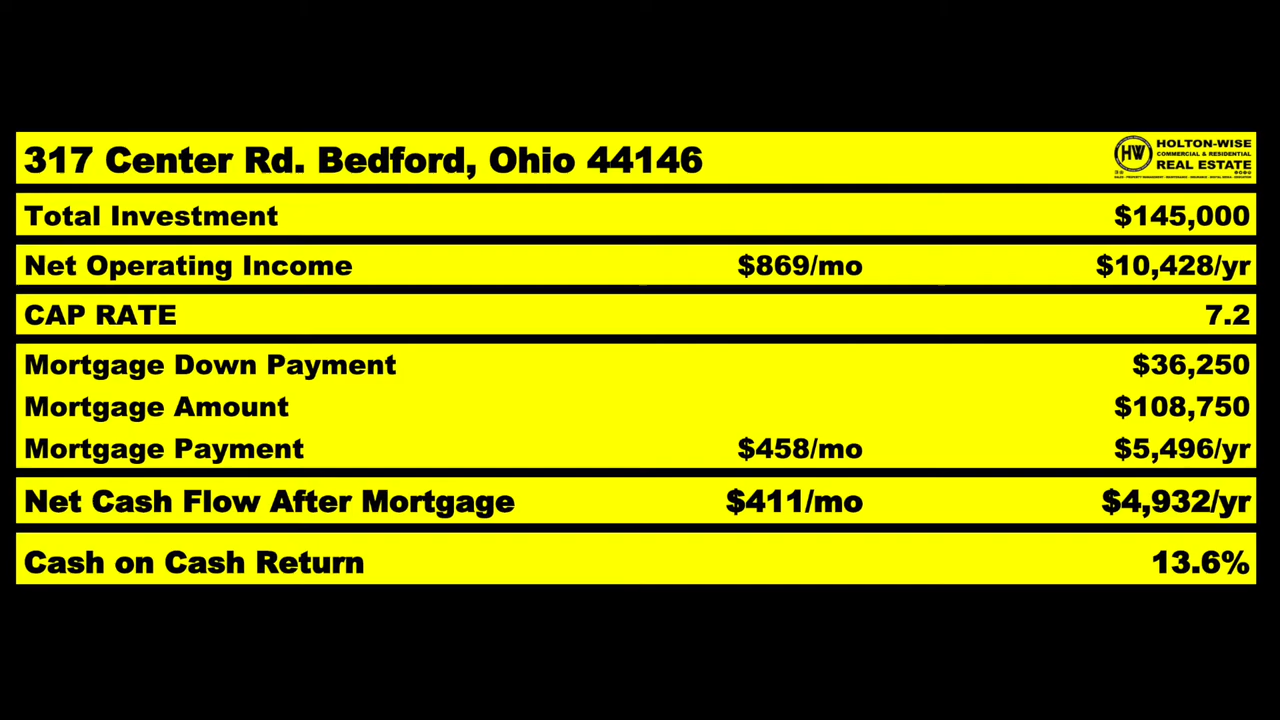 317 Center Rd. Bedford, Ohio 44146
HW HOLTON-WISE
COMMERCIAL & RESIDENTIAL
REAL ESTATE
Total Investment $145,000
Net Operating Income $869/mo $10,428/yr
CAP RATE 7.2
Mortgage Down Payment $36,250
Mortgage Amount $108,750
Mortgage Payment $458/mo $5,496/yr
Net Cash Flow After Mortgage $411/mo $4,932/yr
Cash on Cash Return 13.6%